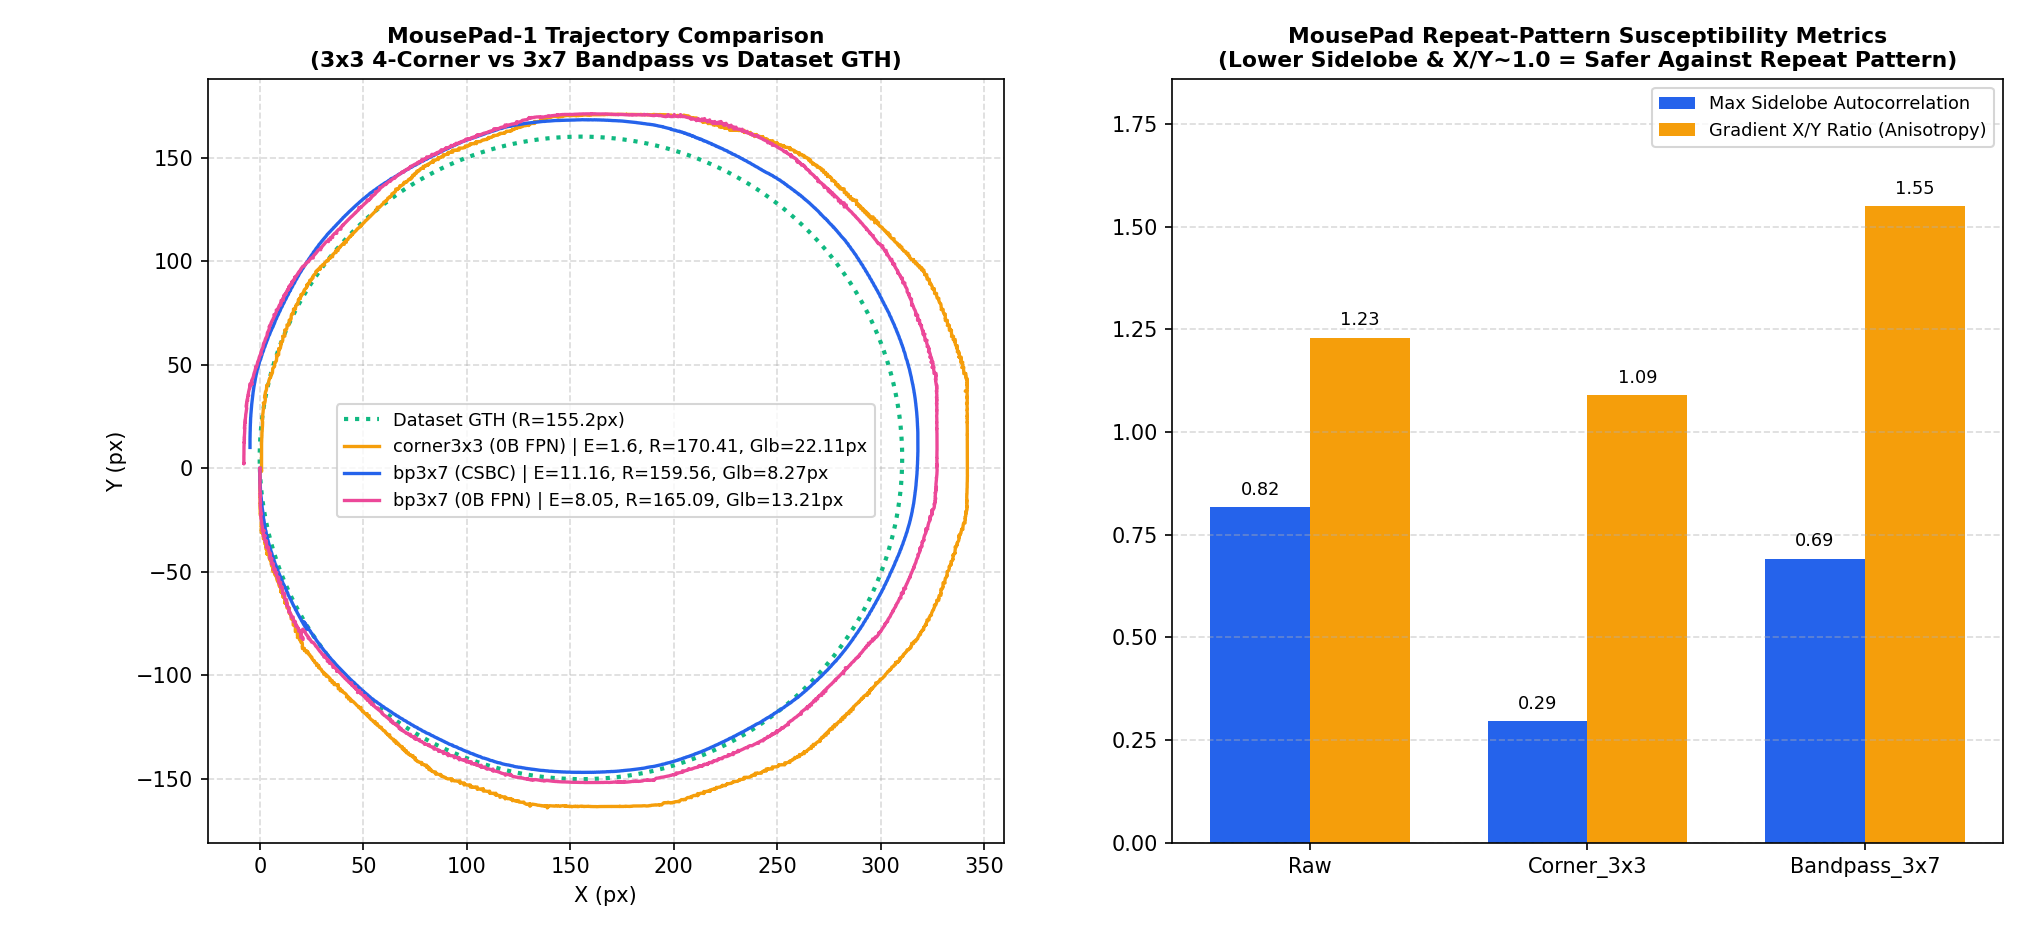 MousePad-1 Trajectory Comparison
(3x3 4-Corner vs 3x7 Bandpass vs Dataset GTH)
150
100
50
0
−50
−100
−150
Y (px)
Dataset GTH (R=155.2px)
corner3x3 (0B FPN) | E=1.6, R=170.41, Glb=22.11px
bp3x7 (CSBC) | E=11.16, R=159.56, Glb=8.27px
bp3x7 (0B FPN) | E=8.05, R=165.09, Glb=13.21px
0 50 100 150 200 250 300 350
X (px)
MousePad Repeat-Pattern Susceptibility Metrics
(Lower Sidelobe & X/Y~1.0 = Safer Against Repeat Pattern)
Max Sidelobe Autocorrelation
Gradient X/Y Ratio (Anisotropy)
1.75
1.50
1.25
1.00
0.75
0.50
0.25
0.00
0.82
1.23
0.29
1.09
0.69
1.55
Raw Corner_3x3 Bandpass_3x7